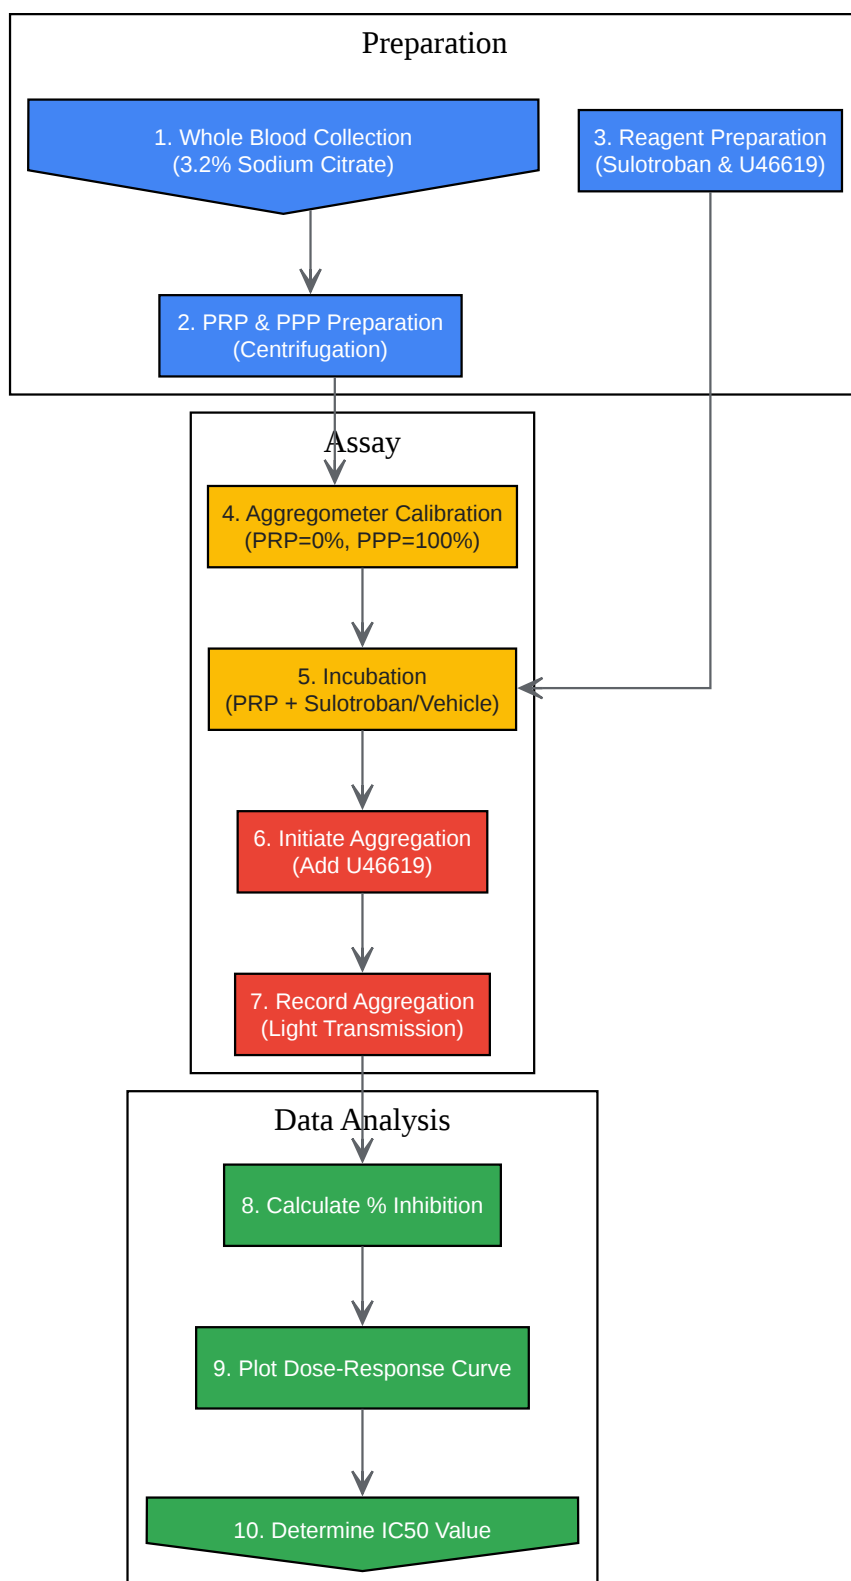 Preparation
1. Whole Blood Collection
(3.2% Sodium Citrate)
3. Reagent Preparation
(Sulotroban & U46619)
2. PRP & PPP Preparation
(Centrifugation)
Assay
4. Aggregometer Calibration
(PRP=0%, PPP=100%)
5. Incubation
(PRP + Sulotroban/Vehicle)
6. Initiate Aggregation
(Add U46619)
7. Record Aggregation
(Light Transmission)
Data Analysis
8. Calculate % Inhibition
9. Plot Dose-Response Curve
10. Determine IC50 Value